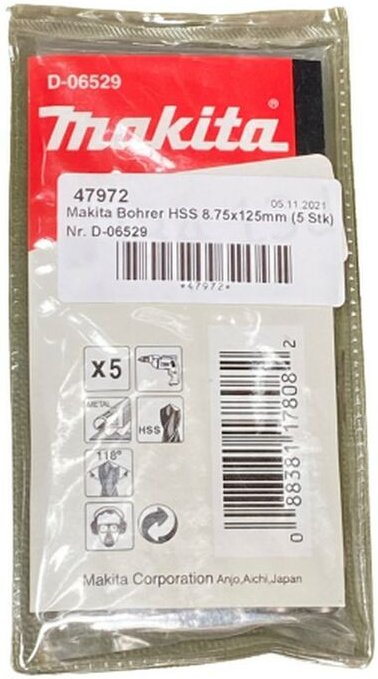 D-06529
makita®
47972
05.11.2021
Makita Bohrer HSS 8.75x125mm (5 Stk)
Nr. D-06529
*47972*
X5
METAL
HSS
118°
0 88381 17808 2
Makita Corporation Anjo,Aichi,Japan